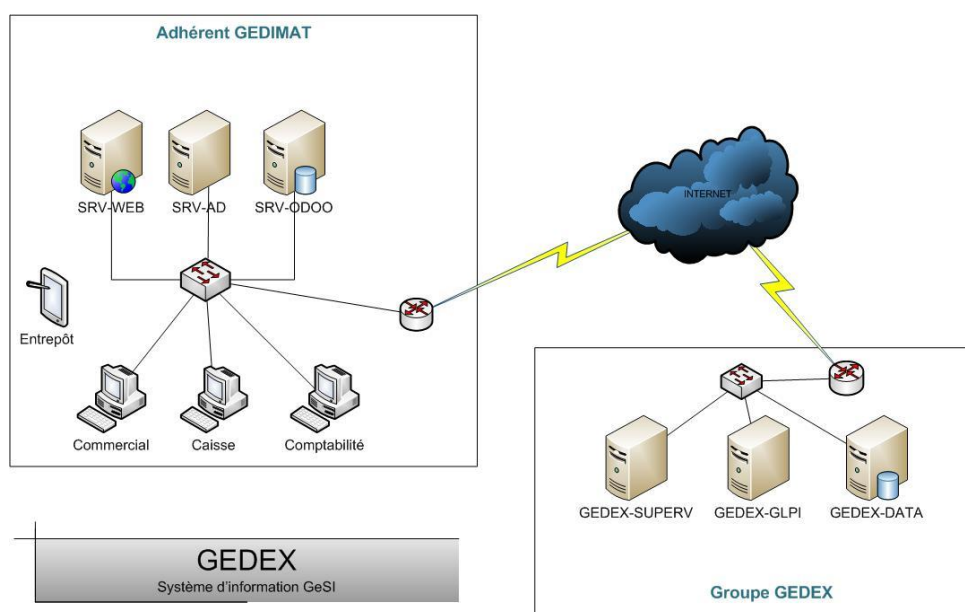 Adhérent GEDIMAT
SRV-WEB
SRV-AD
SRV-ODOO
INTERNET
Entrepôt
Commercial
Caisse
Comptabilité
GEDEX-SUPERV
GEDEX-GLPI
GEDEX-DATA
GEDEX
Système d'information GeSI
Groupe GEDEX